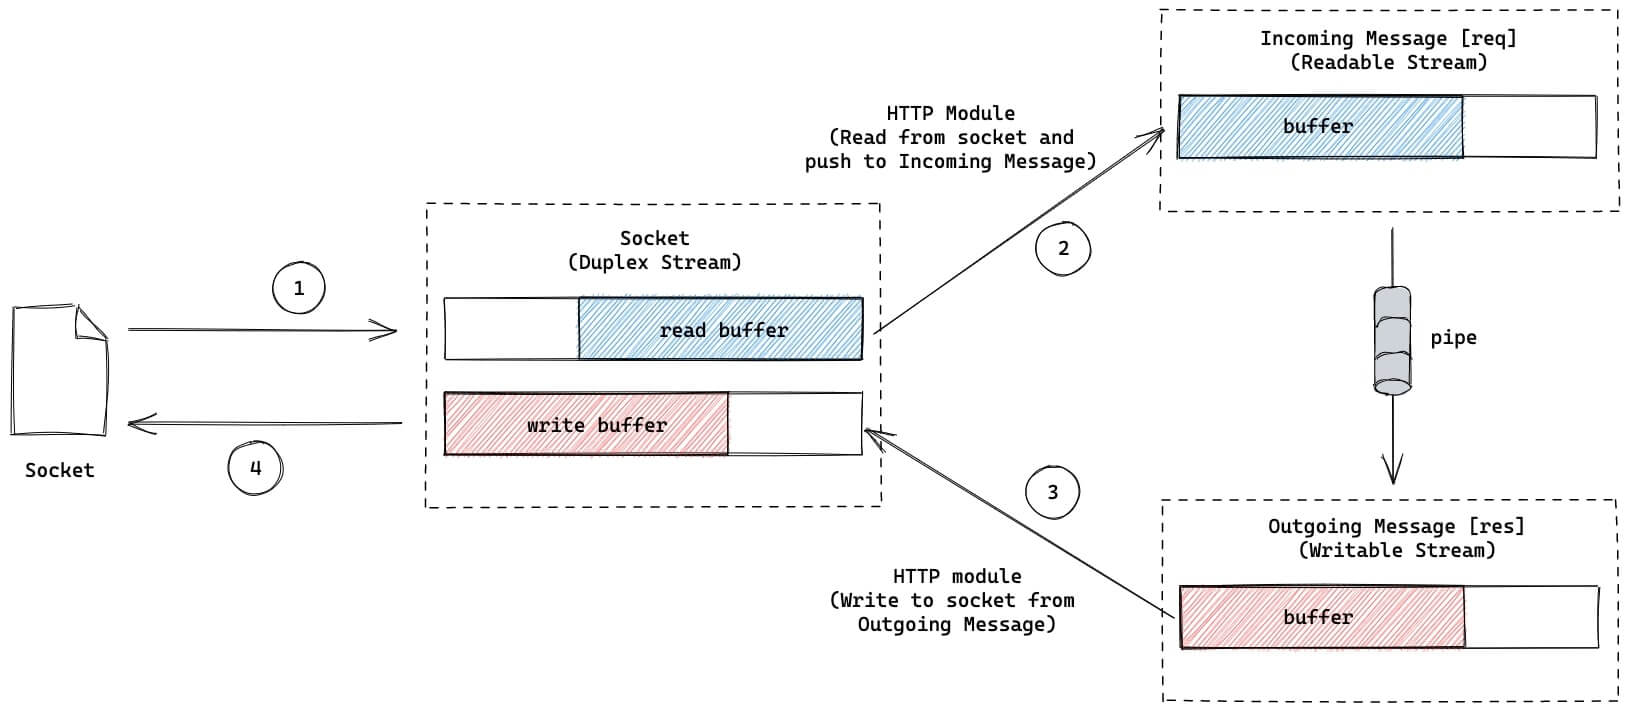 Incoming Message [req]
(Readable Stream)
buffer
HTTP Module
(Read from socket and
push to Incoming Message)
2
Socket
(Duplex Stream)
read buffer
write buffer
1
Socket
4
pipe
3
HTTP module
(Write to socket from
Outgoing Message)
Outgoing Message [res]
(Writable Stream)
buffer